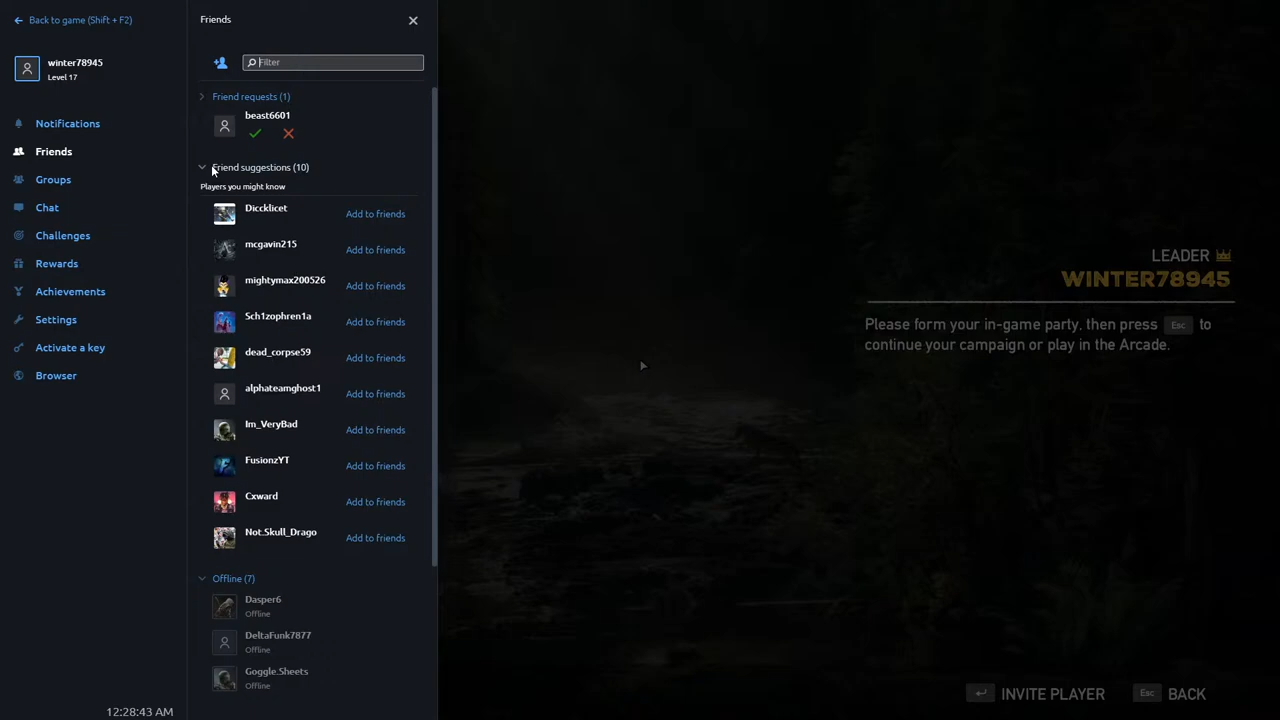 Back to game (Shift + F2)
winter78945
Level 17
Notifications
Friends
Groups
Chat
Challenges
Rewards
Achievements
Settings
Activate a key
Browser
12:28:43 AM
Friends
Filter
Friend requests (1)
beast6601
Friend suggestions (10)
Players you might know
Diccklicet
Add to friends
mcgavin215
Add to friends
mightymax200526
Add to friends
Sch1zophren1a
Add to friends
dead_corpse59
Add to friends
alphateamghost1
Add to friends
Im_VeryBad
Add to friends
FusionzYT
Add to friends
Cxward
Add to friends
Not.Skull_Drago
Add to friends
Offline (7)
Dasper6
Offline
DeltaFunk7877
Offline
Goggle.Sheets
Offline
LEADER
WINTER78945
Please form your in-game party, then press Esc to
continue your campaign or play in the Arcade.
INVITE PLAYER
Esc BACK